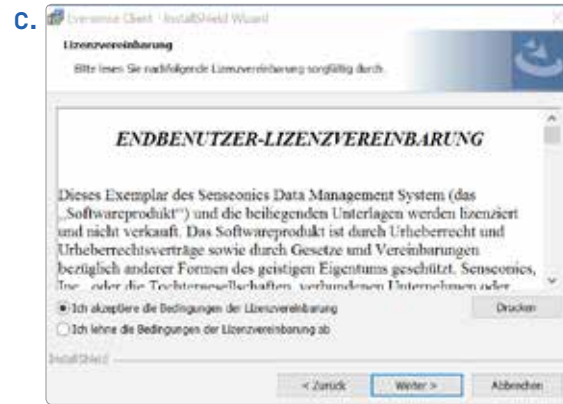 c.
Eversense Client - InstallShield Wizard
Lizenzvereinbarung
Bitte lesen Sie nachfolgende Lizenzvereinbarung sorgfältig durch.
ENDBENUTZER-LIZENZVEREINBARUNG
Dieses Exemplar des Senseonics Data Management System (das
„Softwareprodukt“) und die beiliegenden Unterlagen werden lizenziert
und nicht verkauft. Das Softwareprodukt ist durch Urheberrecht und
Urheberrechtsverträge sowie durch Gesetze und Vereinbarungen
bezüglich anderer Formen des geistigen Eigentums geschützt. Senseonics,
Inc., oder die Tochtergesellschaften, verbundenen Unternehmen oder
Ich akzeptiere die Bedingungen der Lizenzvereinbarung
Drucken
Ich lehne die Bedingungen der Lizenzvereinbarung ab
InstallShield
< Zurück
Weiter >
Abbrechen